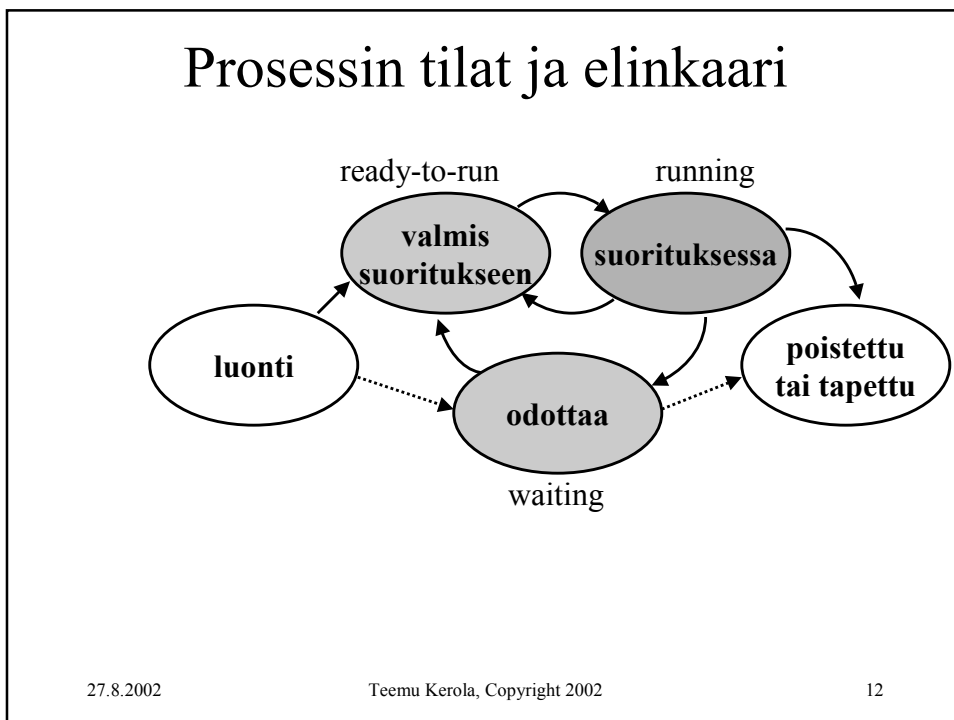 Prosessin tilat ja elinkaari
ready-to-run
running
valmis
suoritukseen
suorituksessa
luonti
odottaa
poistettu
tai tapettu
waiting
27.8.2002
Teemu Kerola, Copyright 2002
12